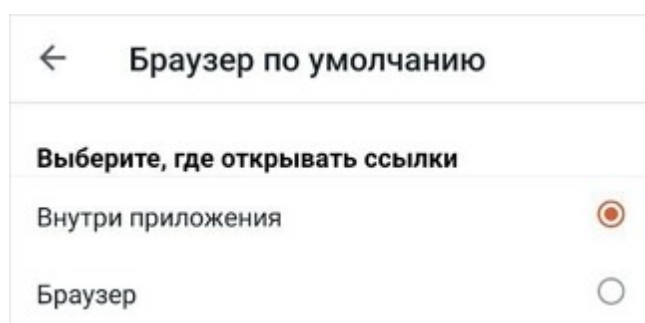 Браузер по умолчанию
Выберите, где открывать ссылки
Внутри приложения
Браузер